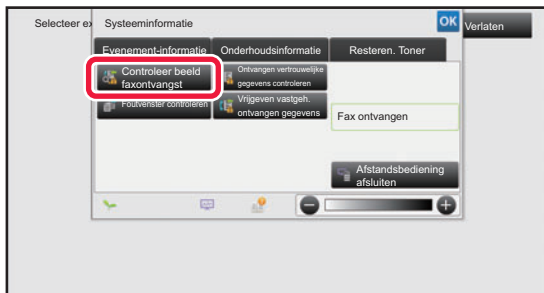 Selecteer ex
Systeeminformatie
OK
Verlaten
Evenement-informatie
Onderhoudsinformatie
Resteren. Toner
Controleer beeld
faxontvangst
Ontvangen vertrouwelijke
gegevens controleren
Foutvenster controleren
Vrijgeven vastgeh.
ontvangen gegevens
Fax ontvangen
Afstandsbediening
afsluiten